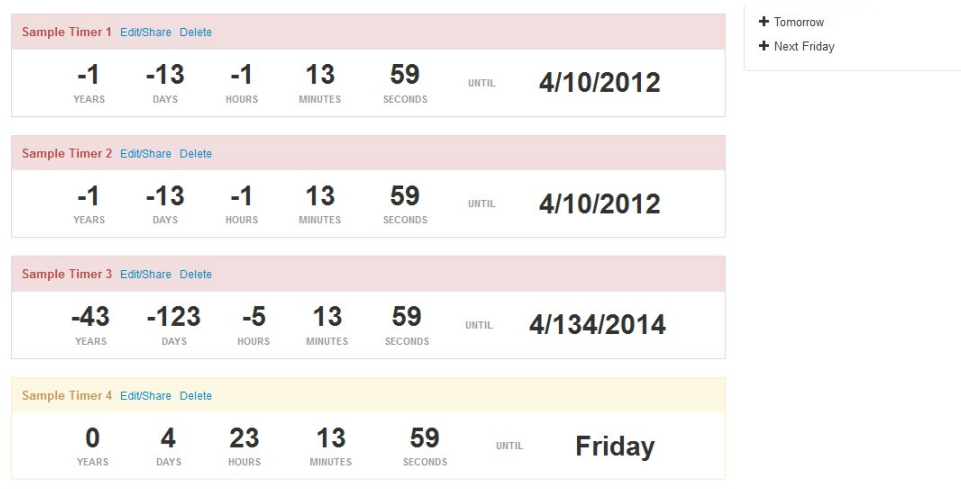 Sample Timer 1 Edit/Share Delete
-1 -13 -1 13 59 UNTIL 4/10/2012
YEARS DAYS HOURS MINUTES SECONDS
Sample Timer 2 Edit/Share Delete
-1 -13 -1 13 59 UNTIL 4/10/2012
YEARS DAYS HOURS MINUTES SECONDS
Sample Timer 3 Edit/Share Delete
-43 -123 -5 13 59 UNTIL 4/134/2014
YEARS DAYS HOURS MINUTES SECONDS
Sample Timer 4 Edit/Share Delete
0 4 23 13 59 UNTIL Friday
YEARS DAYS HOURS MINUTES SECONDS
+ Tomorrow
+ Next Friday